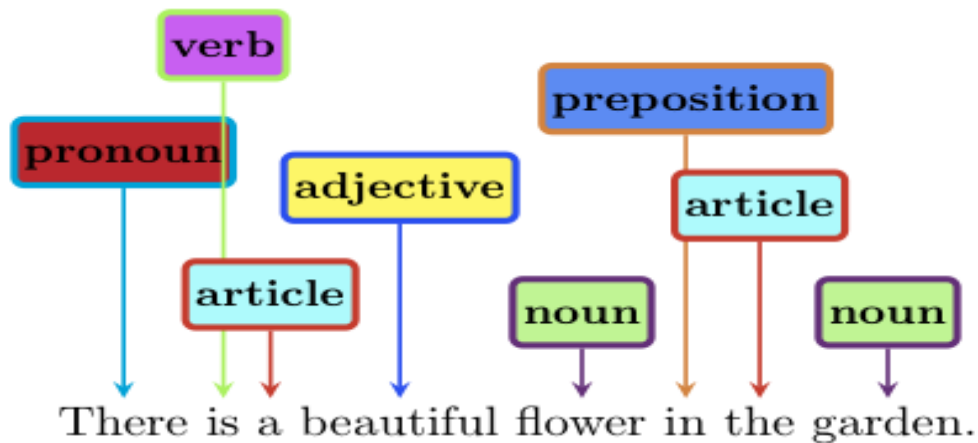 verb
preposition
pronoun
adjective
article
article
noun
noun
There is a beautiful flower in the garden.